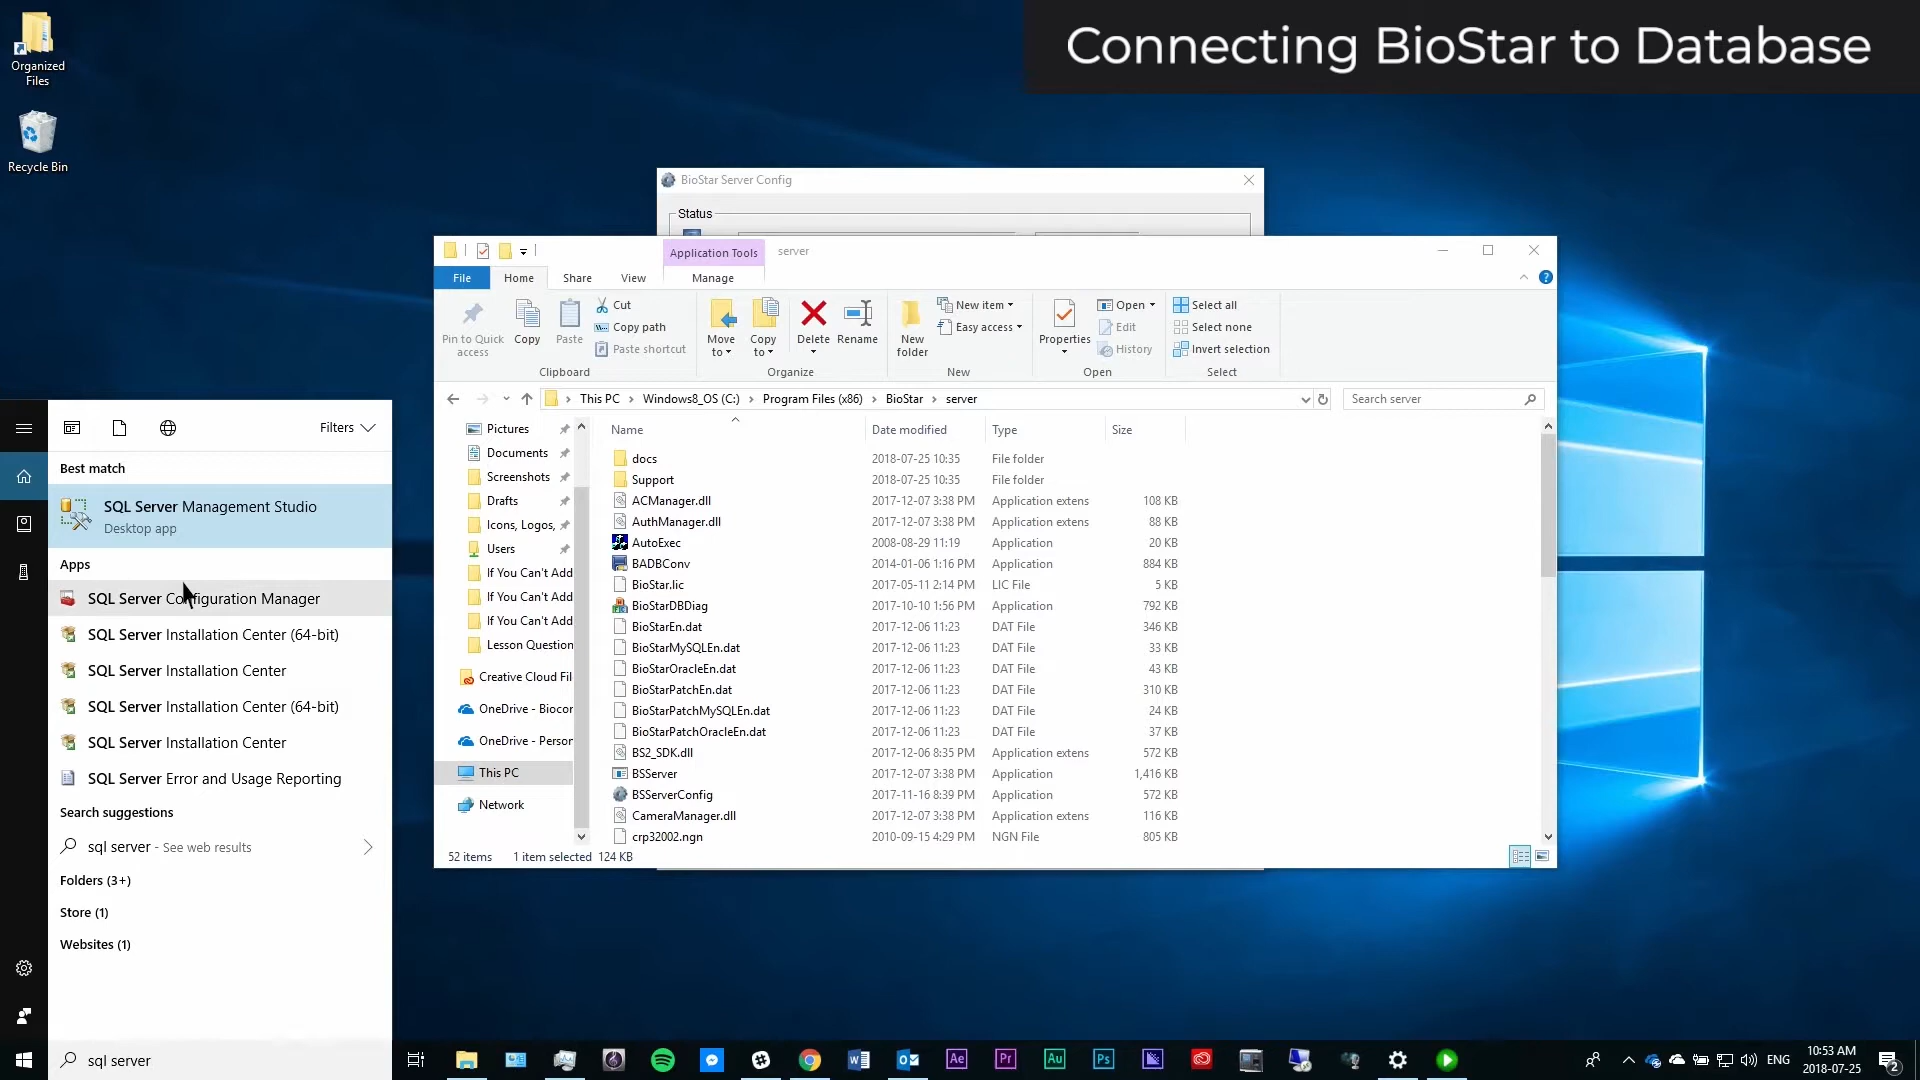 Connecting BioStar to Database
Organized
Files
Recycle Bin
BioStar Server Config
Status
Application Tools
server
File
Home
Share
View
Manage
Pin to Quick
access
Copy
Paste
Cut
Copy path
Paste shortcut
Clipboard
Move
to
Copy
to
Delete
Rename
Organize
New
folder
New item
Easy access
New
Properties
Open
Edit
History
Open
Select all
Select none
Invert selection
Select
This PC
Windows8_OS (C:)
Program Files (x86)
BioStar
server
Search server
Pictures
Documents
Screenshots
Drafts
Icons, Logos,
Users
If You Can't Add
If You Can't Add
If You Can't Add
Lesson Question
Creative Cloud Fil
OneDrive - Biocor
OneDrive - Person
This PC
Network
Name Date modified Type Size
docs 2018-07-25 10:35 File folder
Support 2018-07-25 10:35 File folder
ACManager.dll 2017-12-07 3:38 PM Application extens 108 KB
AuthManager.dll 2017-12-07 3:38 PM Application extens 88 KB
AutoExec 2008-08-29 11:19 Application 20 KB
BADBConv 2014-01-06 1:16 PM Application 884 KB
BioStar.lic 2017-05-11 2:14 PM LIC File 5 KB
BioStarDBDiag 2017-10-10 1:56 PM Application 792 KB
BioStarEn.dat 2017-12-06 11:23 DAT File 346 KB
BioStarMySQLEn.dat 2017-12-06 11:23 DAT File 33 KB
BioStarOracleEn.dat 2017-12-06 11:23 DAT File 43 KB
BioStarPatchEn.dat 2017-12-06 11:23 DAT File 310 KB
BioStarPatchMySQLEn.dat 2017-12-06 11:23 DAT File 24 KB
BioStarPatchOracleEn.dat 2017-12-06 11:23 DAT File 37 KB
BS2_SDK.dll 2017-12-06 8:35 PM Application extens 572 KB
BSServer 2017-12-07 3:38 PM Application 1,416 KB
BSServerConfig 2017-11-16 8:39 PM Application 572 KB
CameraManager.dll 2017-12-07 3:38 PM Application extens 116 KB
crp32002.ngn 2010-09-15 4:29 PM NGN File 805 KB
52 items 1 item selected 124 KB
Filters
Best match
SQL Server Management Studio
Desktop app
Apps
SQL Server Configuration Manager
SQL Server Installation Center (64-bit)
SQL Server Installation Center
SQL Server Installation Center (64-bit)
SQL Server Installation Center
SQL Server Error and Usage Reporting
Search suggestions
sql server - See web results
Folders (3+)
Store (1)
Websites (1)
sql server
Ae
Pr
Au
Ps
ENG
10:53 AM
2018-07-25
2